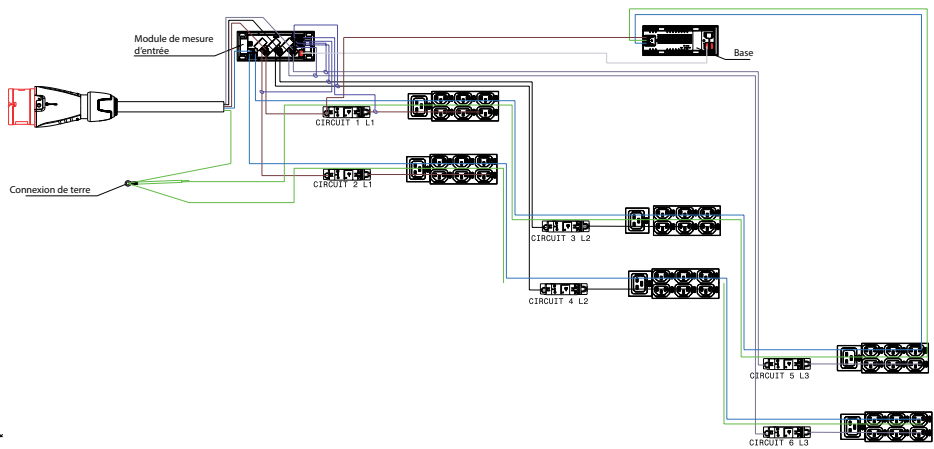 Module de mesure
d'entrée
Base
CIRCUIT 1 L1
Connexion de terre
CIRCUIT 2 L1
CIRCUIT 3 L2
CIRCUIT 4 L2
CIRCUIT 5 L3
CIRCUIT 6 L3